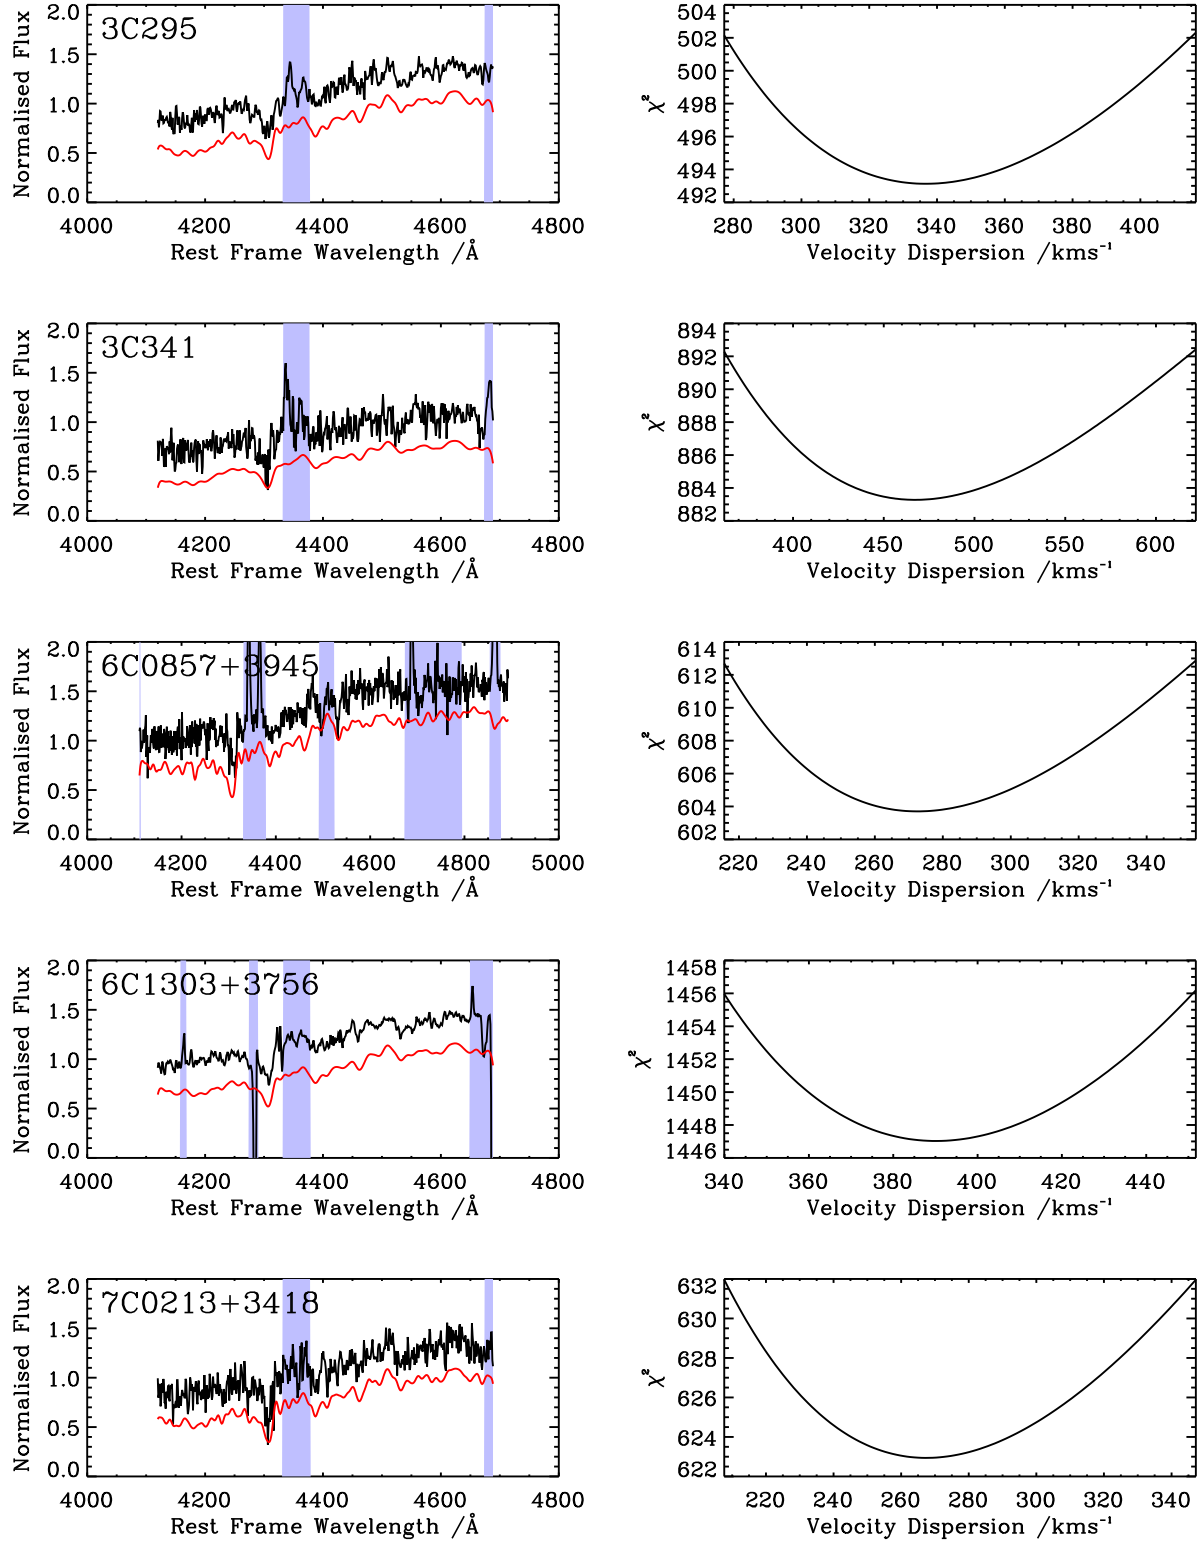 3C295
Normalised Flux
2.0
1.5
1.0
0.5
0.0
4000 4200 4400 4600 4800
Rest Frame Wavelength /Å
χ²
504
502
500
498
496
494
492
280 300 320 340 360 380 400
Velocity Dispersion /kms⁻¹
3C341
Normalised Flux
2.0
1.5
1.0
0.5
0.0
4000 4200 4400 4600 4800
Rest Frame Wavelength /Å
χ²
894
892
890
888
886
884
882
400 450 500 550 600
Velocity Dispersion /kms⁻¹
6C0857+3945
Normalised Flux
2.0
1.5
1.0
0.5
0.0
4000 4200 4400 4600 4800 5000
Rest Frame Wavelength /Å
χ²
614
612
610
608
606
604
602
220 240 260 280 300 320 340
Velocity Dispersion /kms⁻¹
6C1303+3756
Normalised Flux
2.0
1.5
1.0
0.5
0.0
4000 4200 4400 4600 4800
Rest Frame Wavelength /Å
χ²
1458
1456
1454
1452
1450
1448
1446
340 360 380 400 420 440
Velocity Dispersion /kms⁻¹
7C0213+3418
Normalised Flux
2.0
1.5
1.0
0.5
0.0
4000 4200 4400 4600 4800
Rest Frame Wavelength /Å
χ²
632
630
628
626
624
622
220 240 260 280 300 320 340
Velocity Dispersion /kms⁻¹